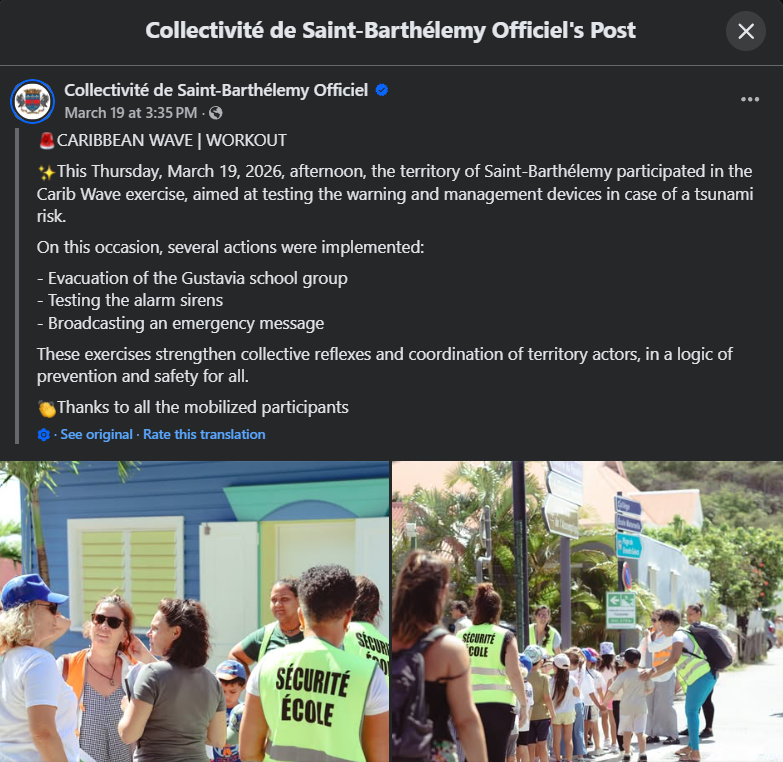 Collectivité de Saint-Barthélemy Officiel's Post
Collectivité de Saint-Barthélemy Officiel
March 19 at 3:35 PM ·
🚨CARIBBEAN WAVE | WORKOUT
✨This Thursday, March 19, 2026, afternoon, the territory of Saint-Barthélemy participated in the
Carib Wave exercise, aimed at testing the warning and management devices in case of a tsunami
risk.
On this occasion, several actions were implemented:
- Evacuation of the Gustavia school group
- Testing the alarm sirens
- Broadcasting an emergency message
These exercises strengthen collective reflexes and coordination of territory actors, in a logic of
prevention and safety for all.
👏Thanks to all the mobilized participants
· See original · Rate this translation
SÉCURITÉ
ÉCOLE
SÉCURITÉ
ÉCOLE
Collège
École Maternelle